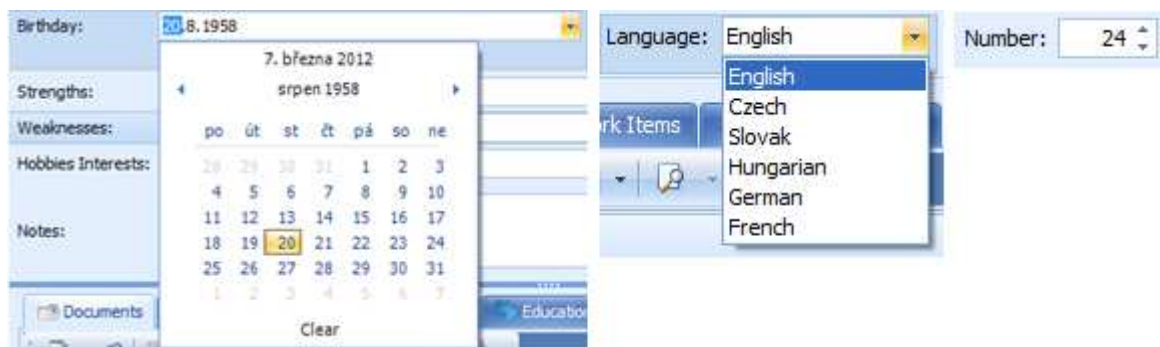 Birthday:
20.8.1958
7. března 2012
srpen 1958
po út st čt pá so ne
28 29 30 31 1 2 3
4 5 6 7 8 9 10
11 12 13 14 15 16 17
18 19 20 21 22 23 24
25 26 27 28 29 30 31
1 2 3 4 5 6 7
Clear
Strengths:
Weaknesses:
Hobbies Interests:
Notes:
Documents
Education
Language: English
English
Czech
Slovak
Hungarian
German
French
rk Items
Number: 24